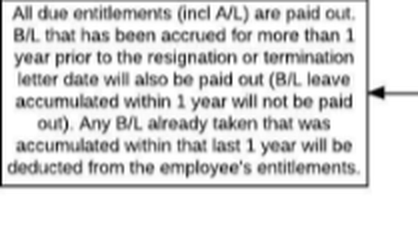 All due entitlements (incl A/L) are paid out.
B/L that has been accrued for more than 1
year prior to the resignation or termination
letter date will also be paid out (B/L leave
accumulated within 1 year will not be paid
out). Any B/L already taken that was
accumulated within that last 1 year will be
deducted from the employee's entitlements.